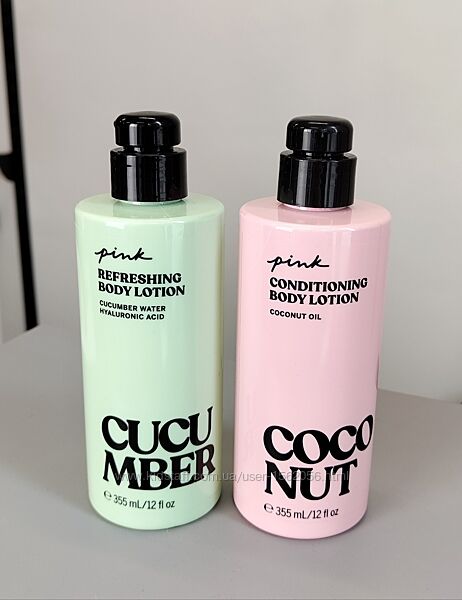 pink
REFRESHING
BODY LOTION
CUCUMBER WATER
HYALURONIC ACID
CUCU
MBER
℮ 355 mL/12 fl oz
pink
CONDITIONING
BODY LOTION
COCONUT OIL
COCO
NUT
℮ 355 mL/12 fl oz